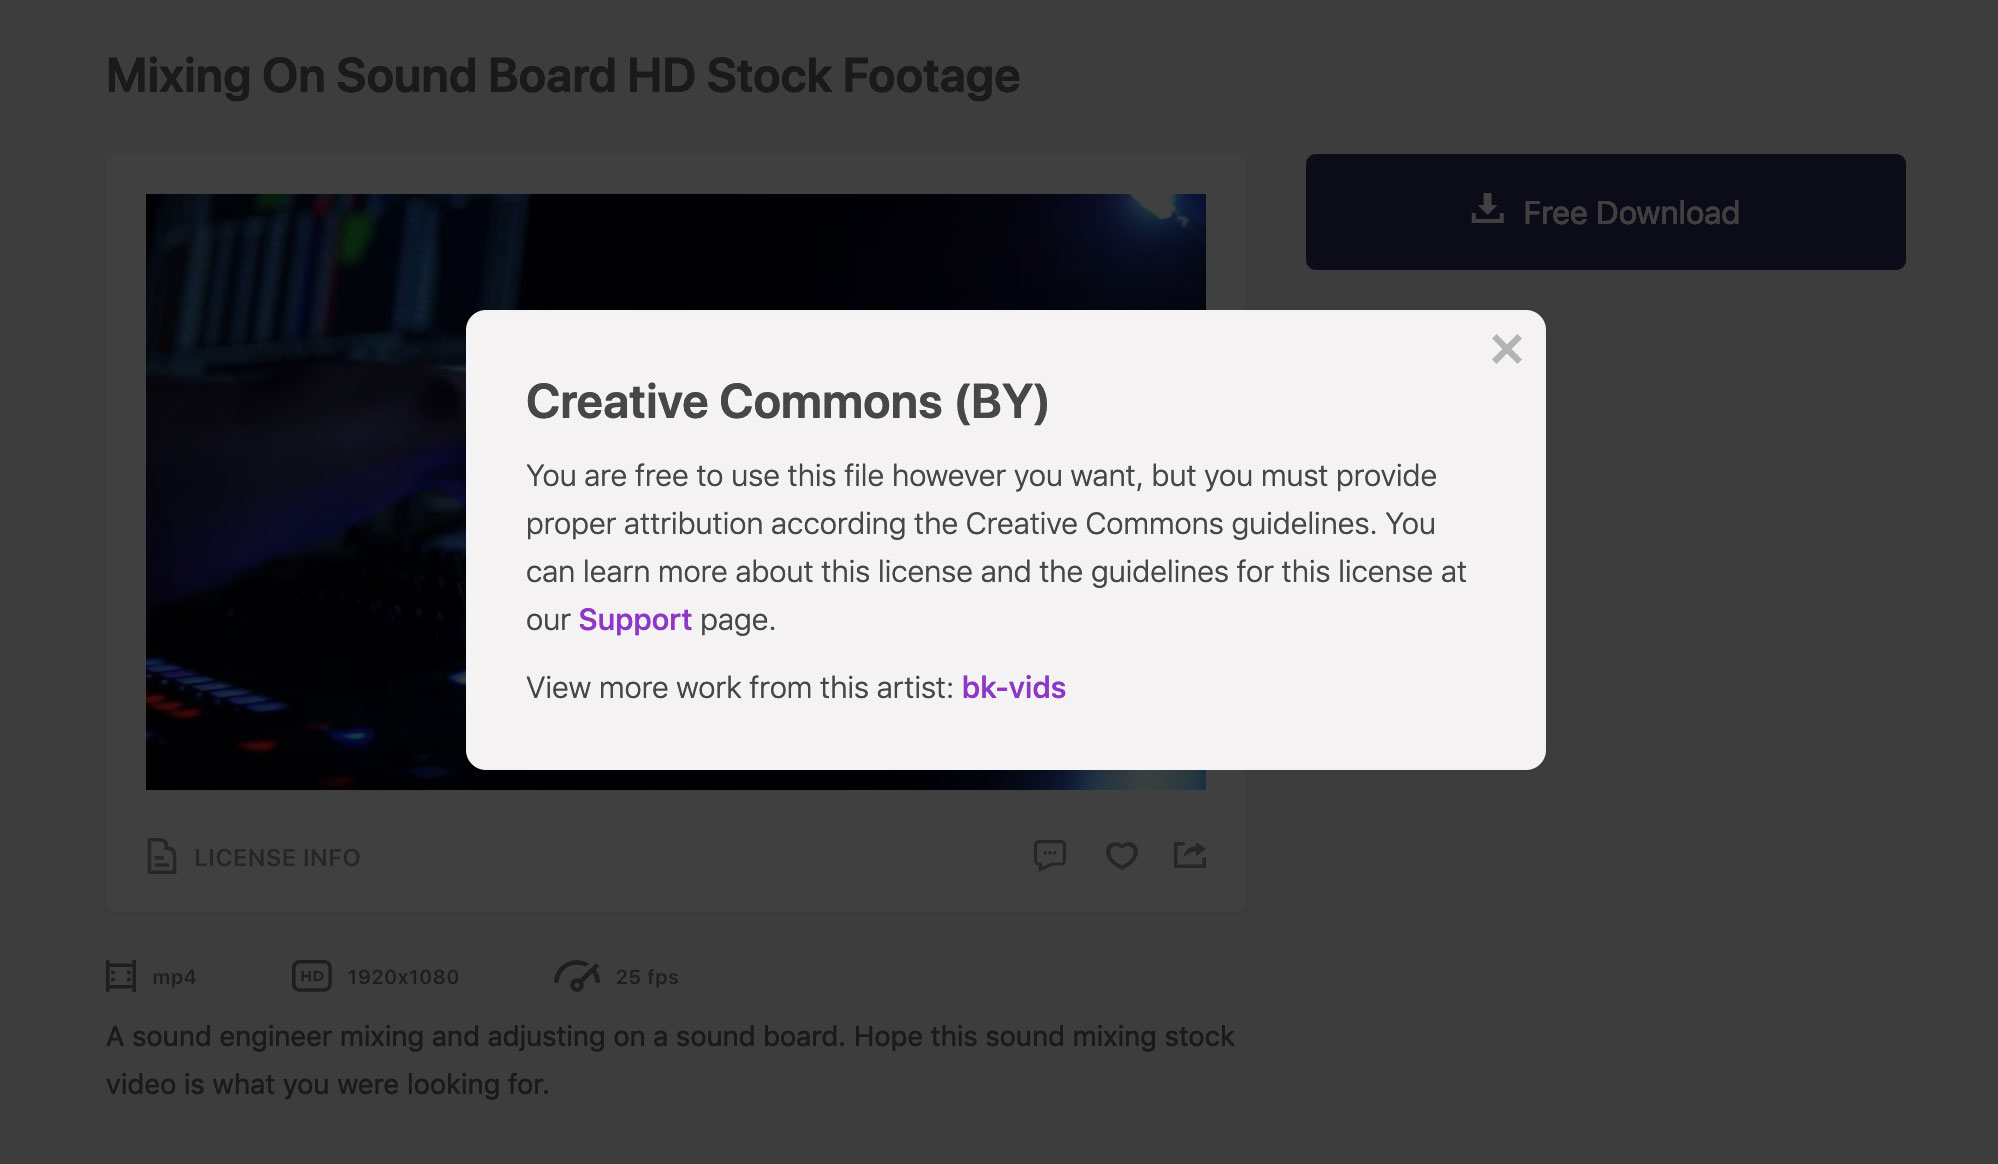 Mixing On Sound Board HD Stock Footage
Free Download
Creative Commons (BY)
You are free to use this file however you want, but you must provide
proper attribution according the Creative Commons guidelines. You
can learn more about this license and the guidelines for this license at
our Support page.
View more work from this artist: bk-vids
LICENSE INFO
mp4
HD
1920x1080
25 fps
A sound engineer mixing and adjusting on a sound board. Hope this sound mixing stock
video is what you were looking for.